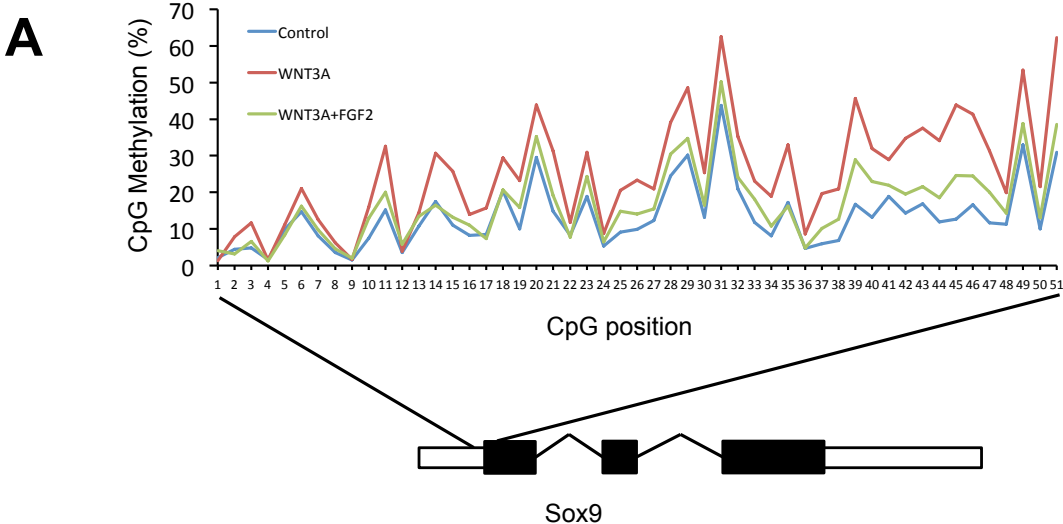 A
CpG Methylation (%)
70
60
50
40
30
20
10
0
Control
WNT3A
WNT3A+FGF2
1 2 3 4 5 6 7 8 9 10 11 12 13 14 15 16 17 18 19 20 21 22 23 24 25 26 27 28 29 30 31 32 33 34 35 36 37 38 39 40 41 42 43 44 45 46 47 48 49 50 51
CpG position
Sox9